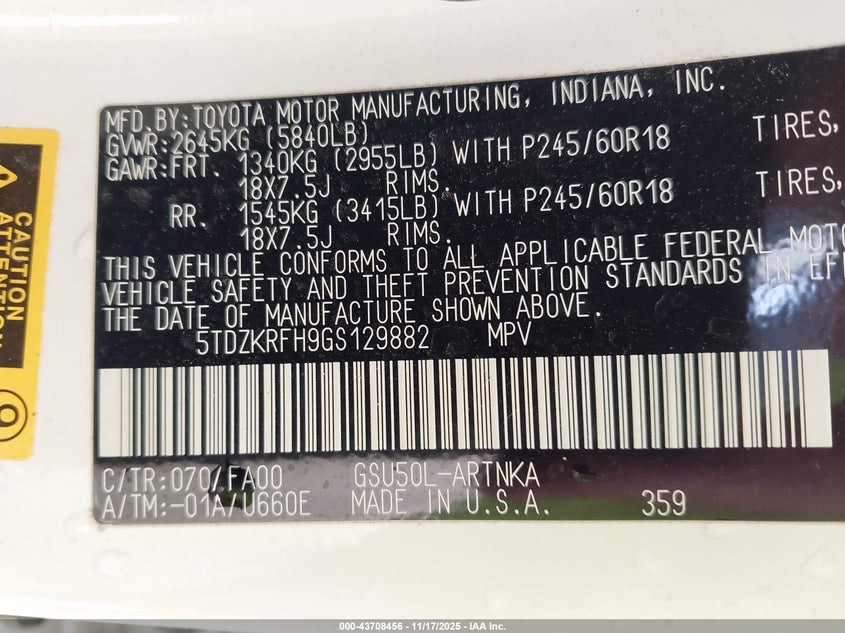 MFD.BY:TOYOTA MOTOR MANUFACTURING, INDIANA, INC.
GVWR:2645KG (5840LB)
GAWR:FRT. 1340KG (2955LB) WITH P245/60R18 TIRES,
18X7.5J RIMS.
RR. 1545KG (3415LB) WITH P245/60R18 TIRES,
18X7.5J RIMS.
THIS VEHICLE CONFORMS TO ALL APPLICABLE FEDERAL MOTO
VEHICLE SAFETY AND THEFT PREVENTION STANDARDS IN EF
THE DATE OF MANUFACTURE SHOWN ABOVE.
5TDZKRFH9GS129882 MPV
C/TR:070/FA00 GSU50L-ARTNKA
A/TM:-01A/U660E MADE IN U.S.A. 359
CAUTION
ATTENTION
000-43708456 - 11/17/2025 - IAA Inc.